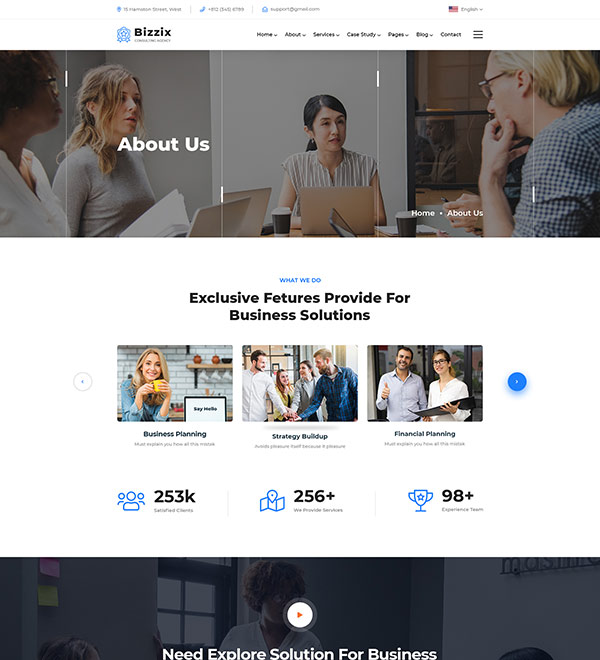 15 Hamston Street, West
+812 (345) 6789
support@gmail.com
English
Bizzix
CONSULTING AGENCY
Home
About
Services
Case Study
Pages
Blog
Contact
About Us
Home • About Us
WHAT WE DO
Exclusive Fetures Provide For
Business Solutions
Say Hello
Business Planning
Must explain you how all this mistak
Strategy Buildup
Avoids pleasure itself because it pleasure
Financial Planning
Must explain you how all this mistak
253k
Satisfied Clients
256+
We Provide Services
98+
Experience Team
Need Explore Solution For Business